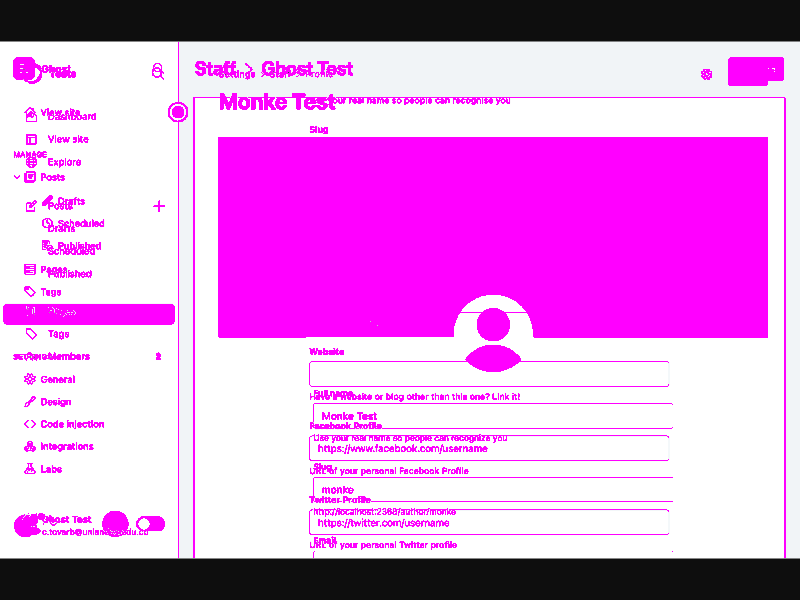 Ghost
Tests
Staff > Ghost Test
Settings > Staff > Profile
View site
Dashboard
Monke Test
Use your real name so people can recognise you
Slug
View site
MANAGE
Explore
Posts
Drafts
Posts
Scheduled
Drafts
Published
Scheduled
Pages
Published
Tags
Pages
Tags
Website
SETTINGS
Members
2
General
Have a website or blog other than this one? Link it!
Full name
Design
Monke Test
Code injection
Facebook Profile
Use your real name so people can recognize you
Integrations
https://www.facebook.com/username
Labs
Slug
URL of your personal Facebook Profile
monke
Twitter Profile
http://localhost:2368/author/monke
Ghost Test
https://twitter.com/username
Email
URL of your personal Twitter profile